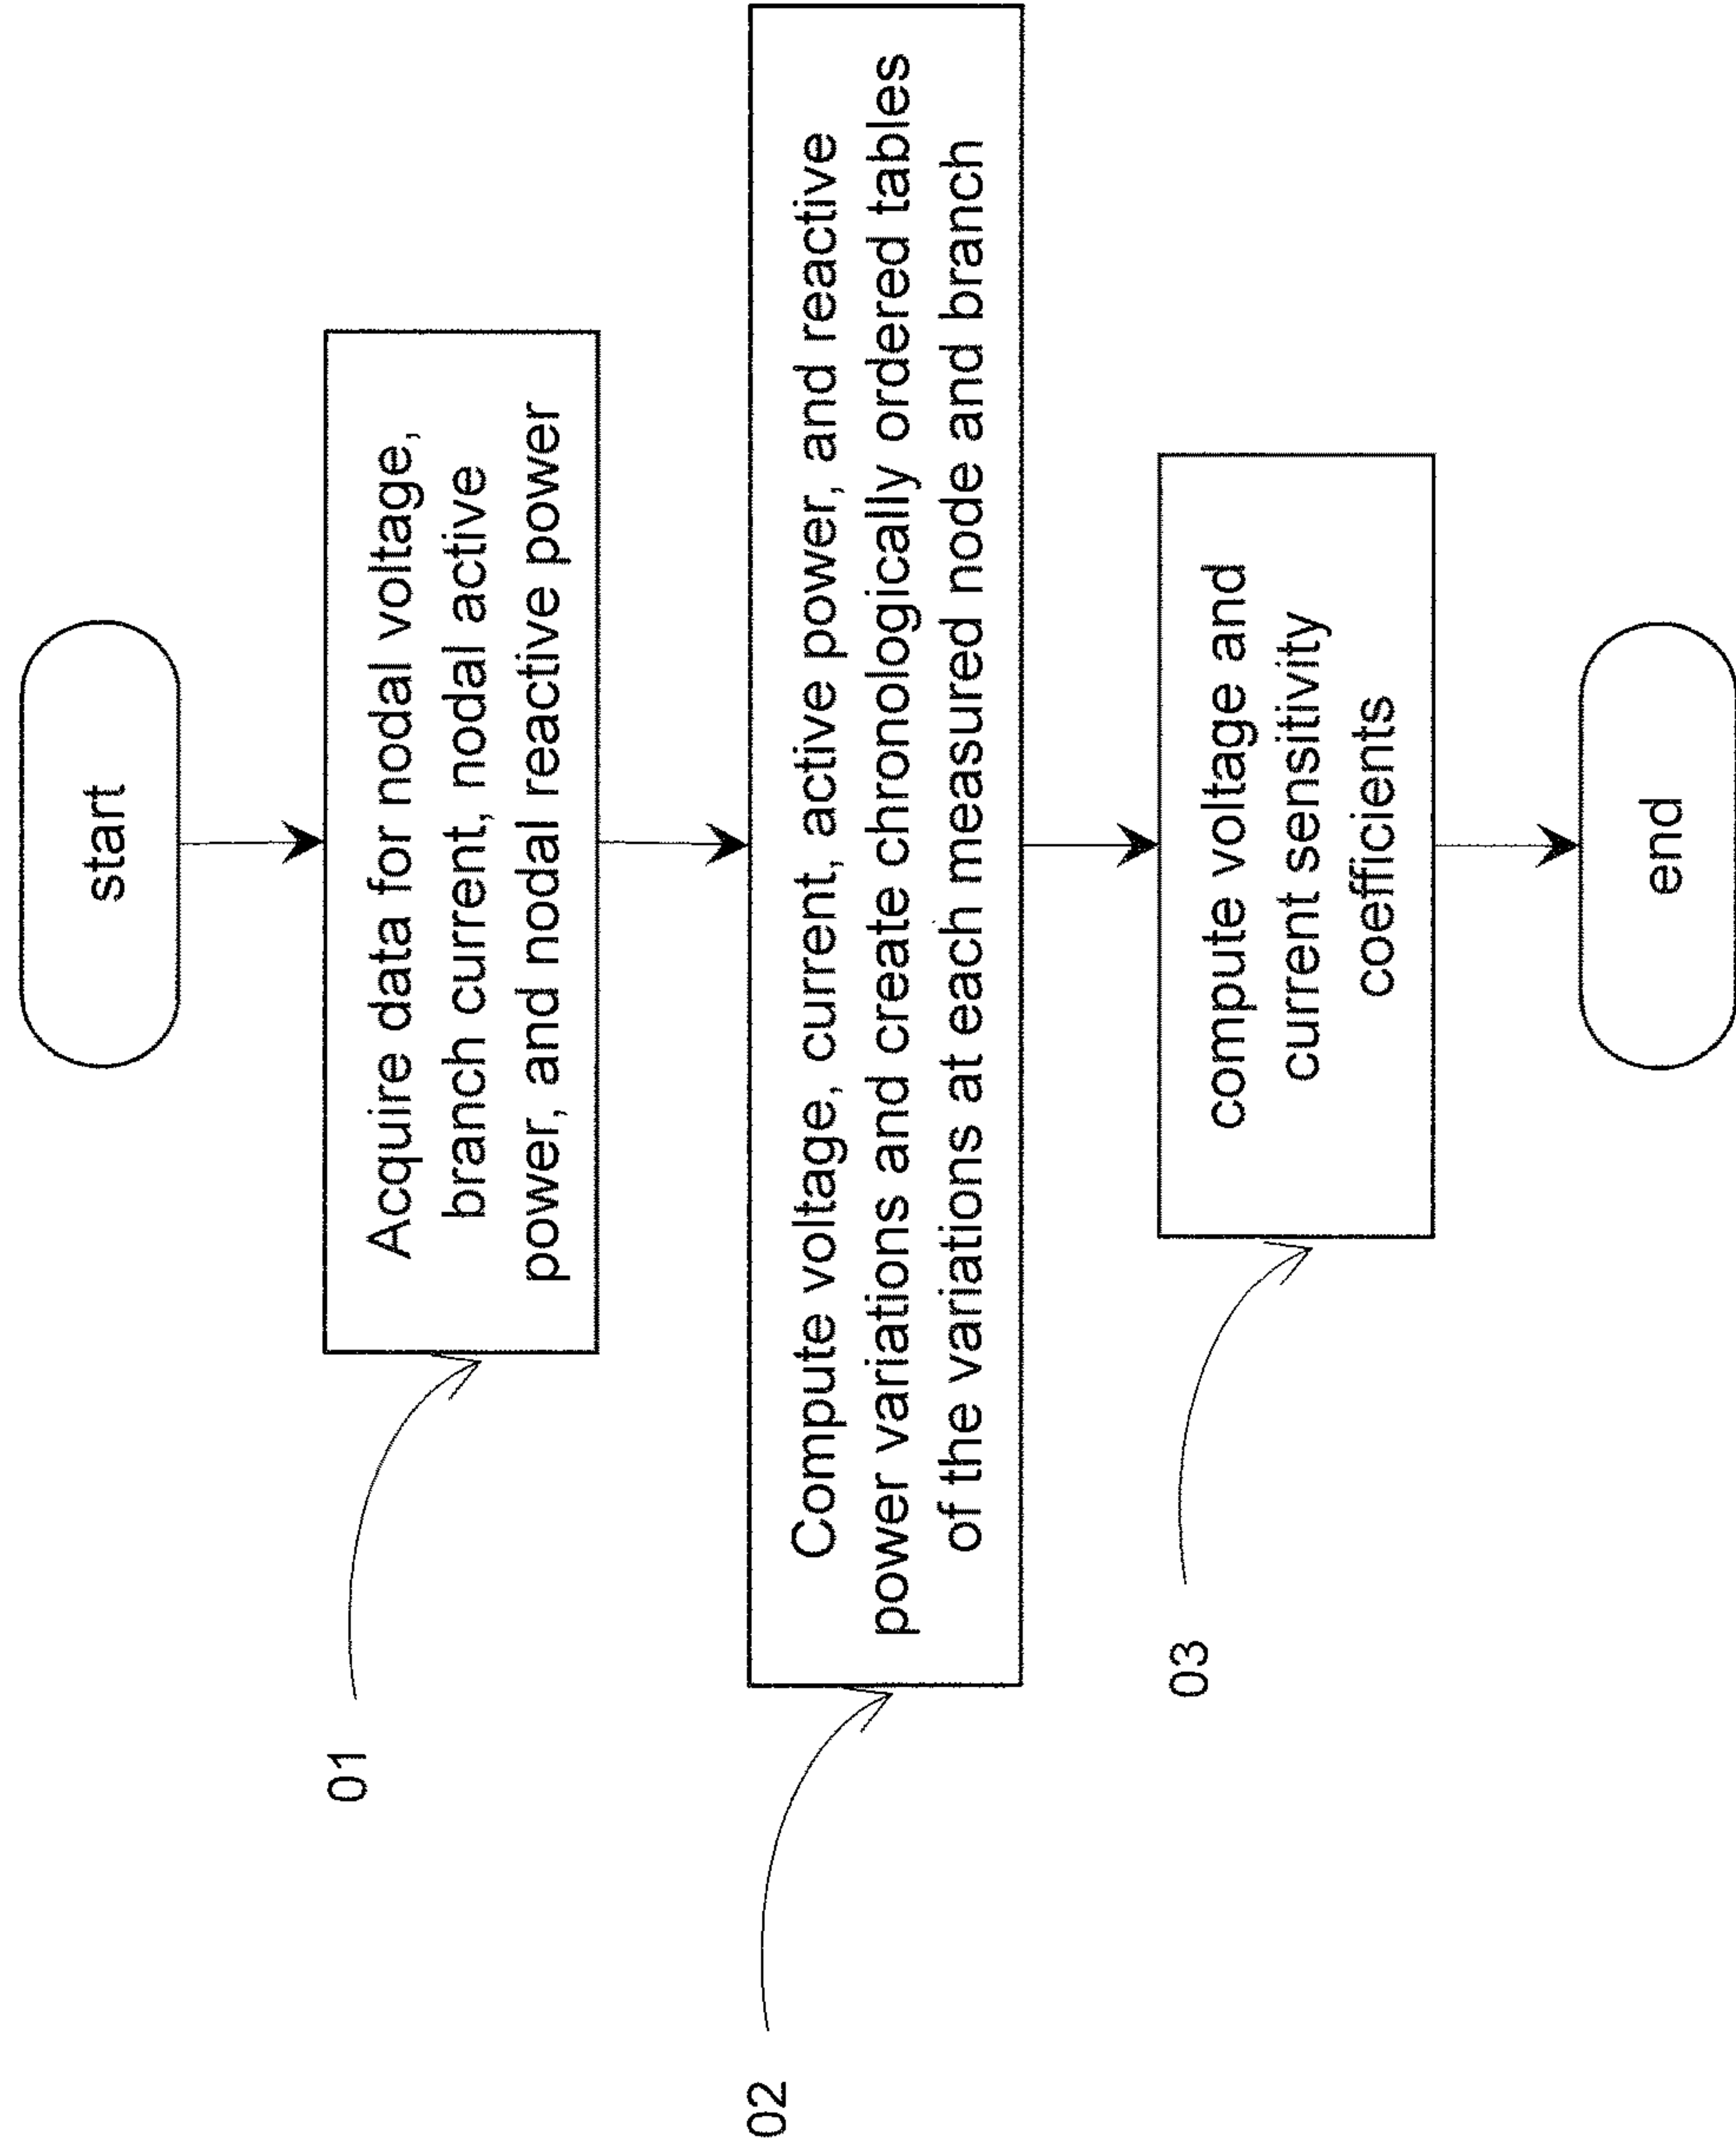 start
01
Acquire data for nodal voltage,
branch current, nodal active
power, and nodal reactive power
02
Compute voltage, current, active power, and reactive
power variations and create chronologically ordered tables
of the variations at each measured node and branch
03
compute voltage and
current sensitivity
coefficients
end